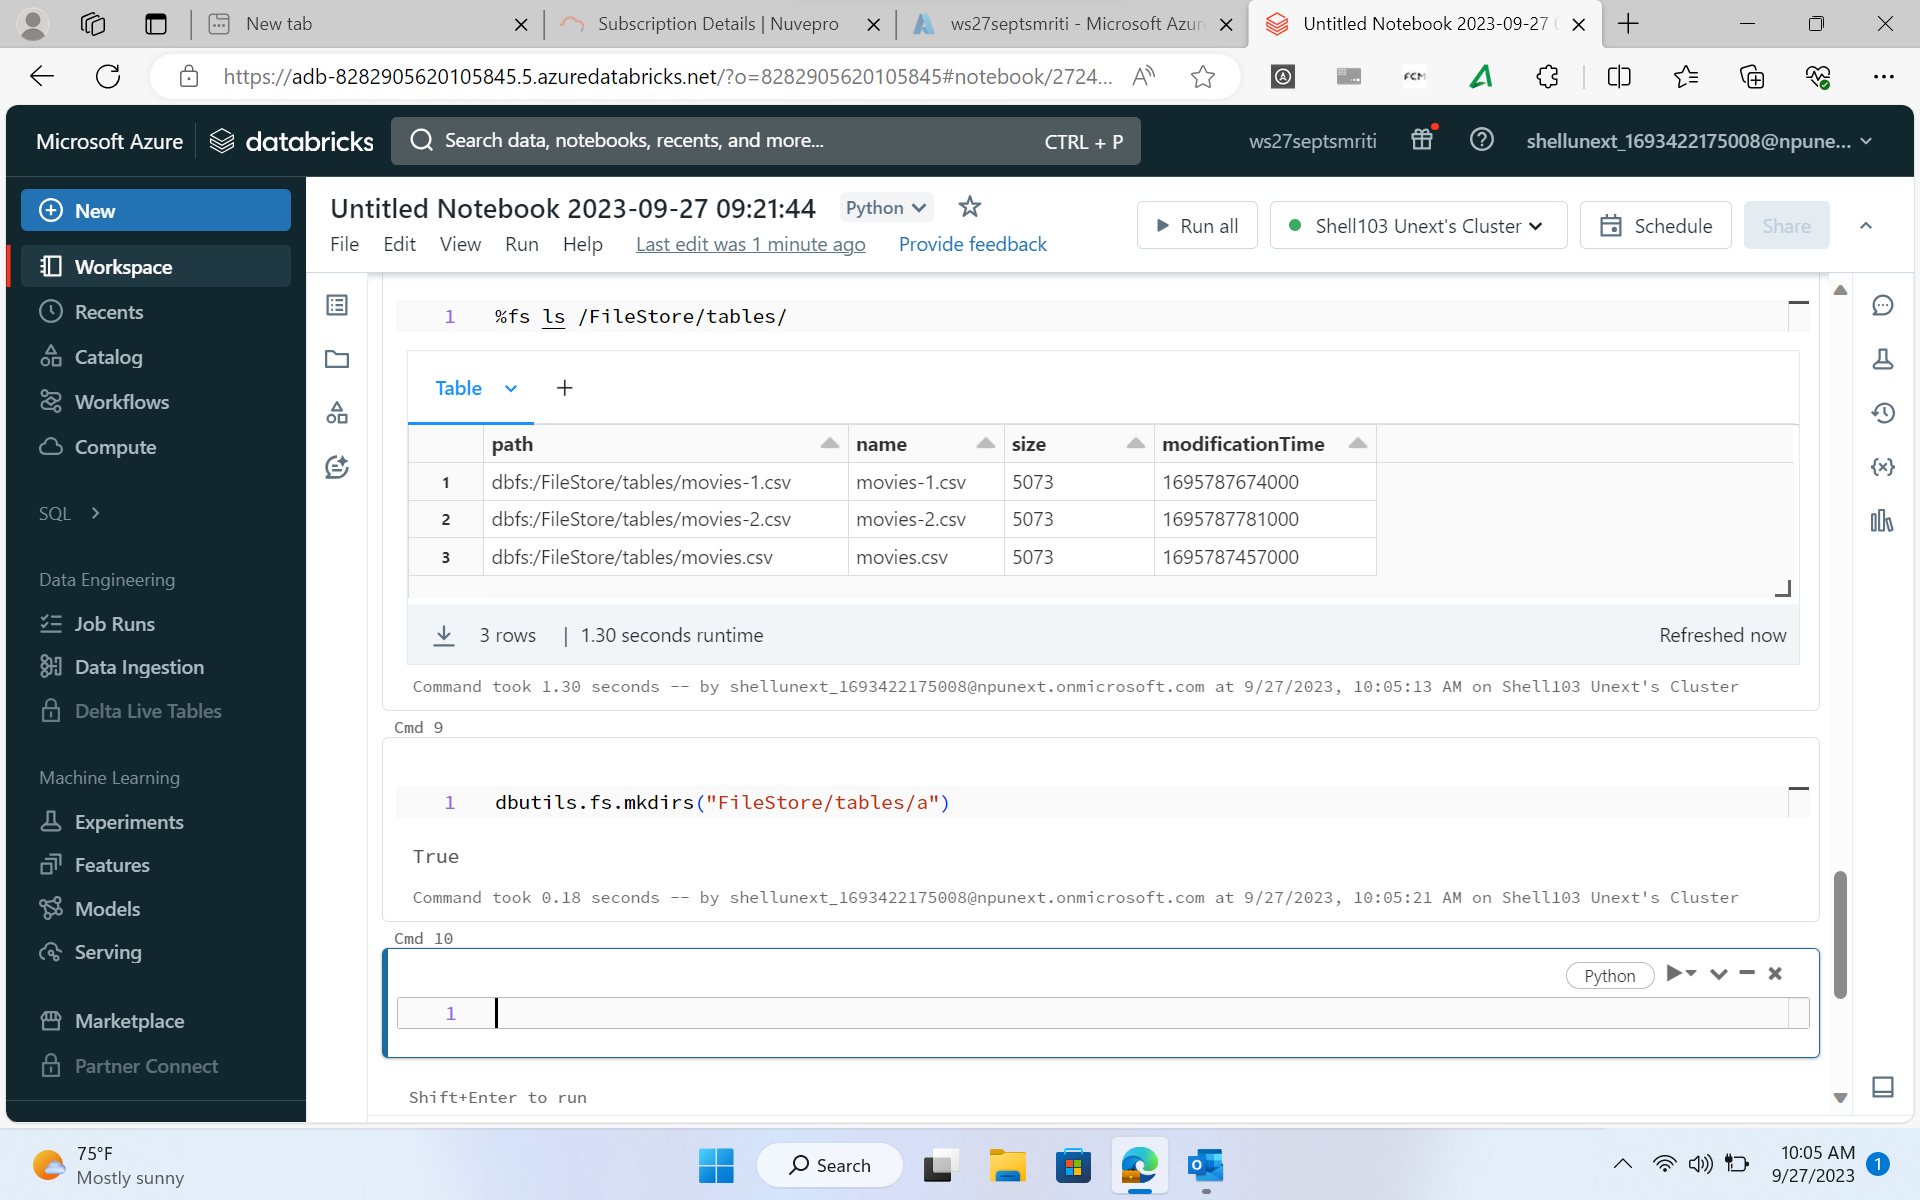 New tab
Subscription Details | Nuvepro
ws27septsmriti - Microsoft Azur
Untitled Notebook 2023-09-27 (
https://adb-8282905620105845.5.azuredatabricks.net/?o=8282905620105845#notebook/2724...
FCM
Microsoft Azure
databricks
Search data, notebooks, recents, and more...
CTRL + P
ws27septsmriti
shellunext_1693422175008@npune...
New
Workspace
Recents
Catalog
Workflows
Compute
SQL
Data Engineering
Job Runs
Data Ingestion
Delta Live Tables
Machine Learning
Experiments
Features
Models
Serving
Marketplace
Partner Connect
Untitled Notebook 2023-09-27 09:21:44
Python
File Edit View Run Help Last edit was 1 minute ago Provide feedback
Run all
Shell103 Unext's Cluster
Schedule
Share
1 %fs ls /FileStore/tables/
Table
path name size modificationTime
1 dbfs:/FileStore/tables/movies-1.csv movies-1.csv 5073 1695787674000
2 dbfs:/FileStore/tables/movies-2.csv movies-2.csv 5073 1695787781000
3 dbfs:/FileStore/tables/movies.csv movies.csv 5073 1695787457000
3 rows | 1.30 seconds runtime
Refreshed now
Command took 1.30 seconds -- by shellunext_1693422175008@npunext.onmicrosoft.com at 9/27/2023, 10:05:13 AM on Shell103 Unext's Cluster
Cmd 9
1 dbutils.fs.mkdirs("FileStore/tables/a")
True
Command took 0.18 seconds -- by shellunext_1693422175008@npunext.onmicrosoft.com at 9/27/2023, 10:05:21 AM on Shell103 Unext's Cluster
Cmd 10
Python
1
Shift+Enter to run
75°F
Mostly sunny
Search
10:05 AM
9/27/2023
1